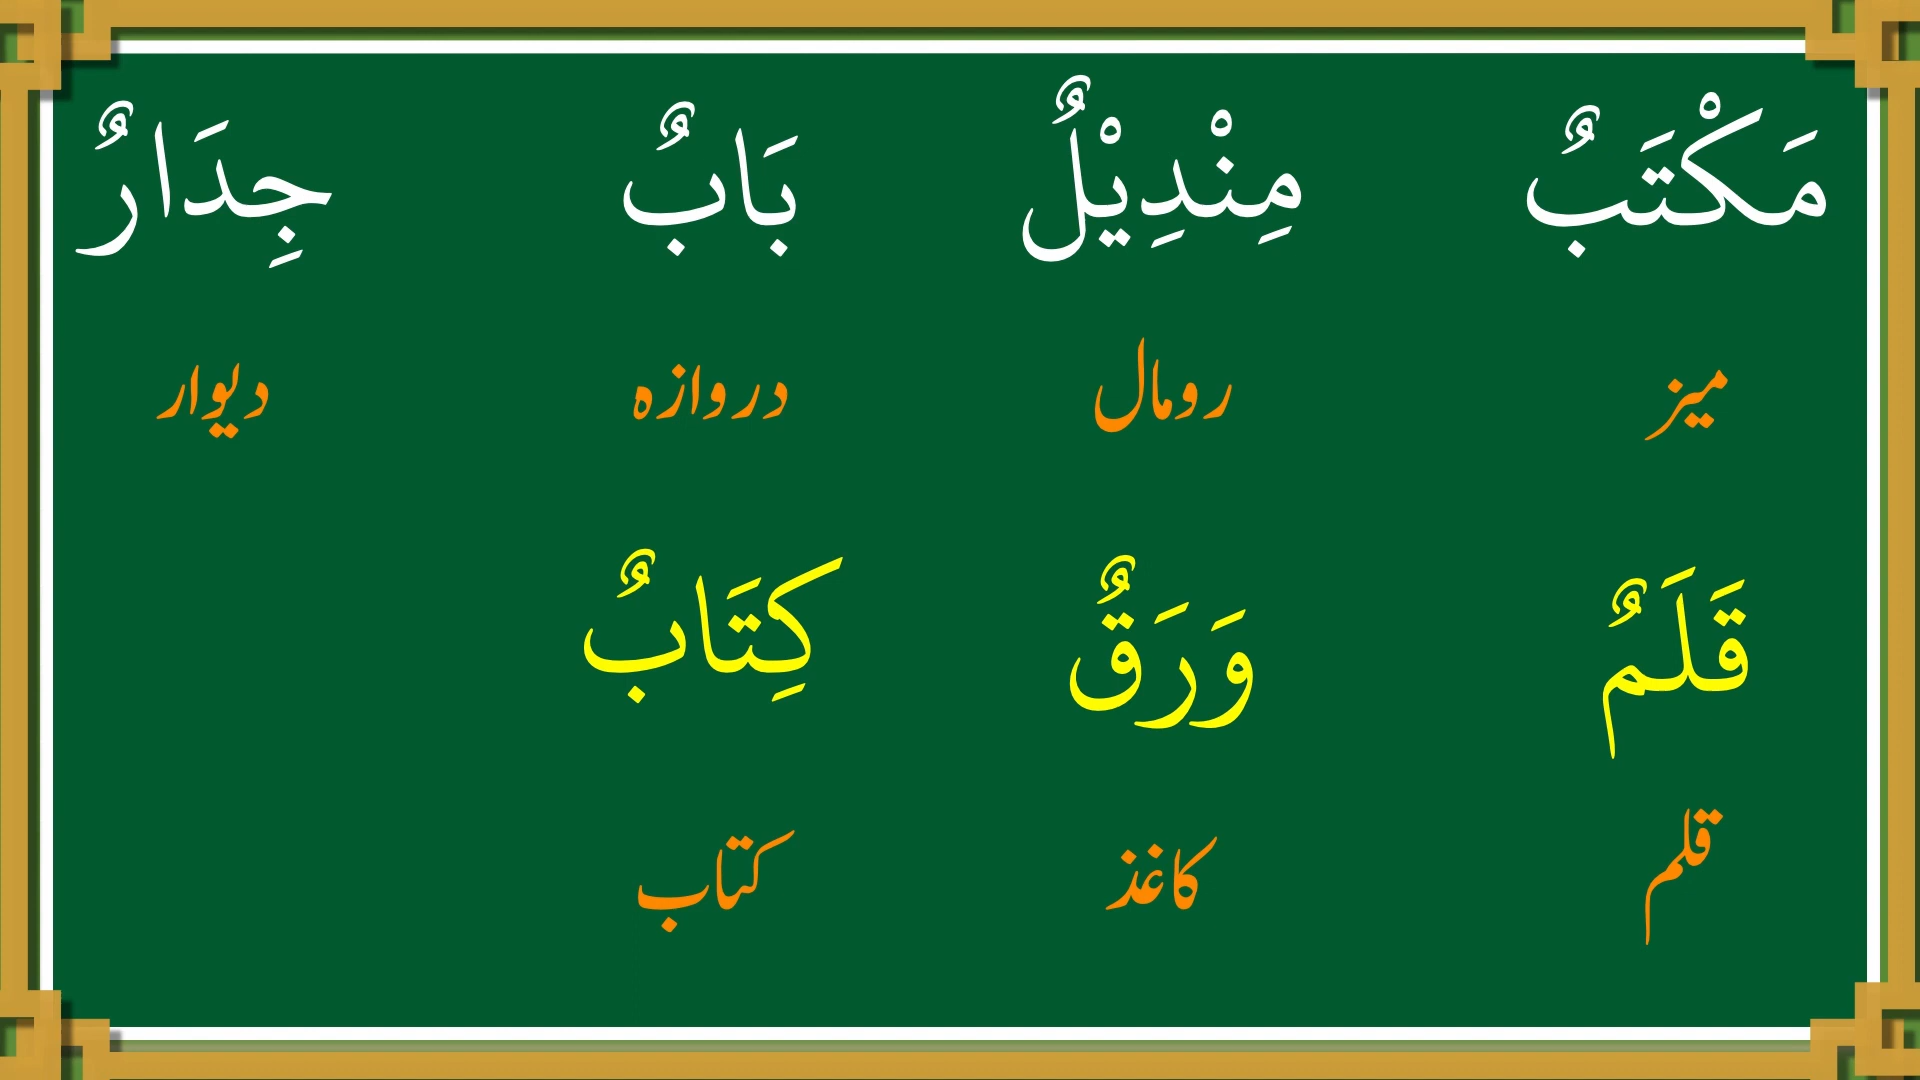 مَكْتَبٌ مِنْدِيْلٌ بَابٌ جِدَارٌ
میز رومال دروازہ دیوار
قَلَمٌ وَرَقٌ كِتَابٌ
قلم کاغذ کتاب